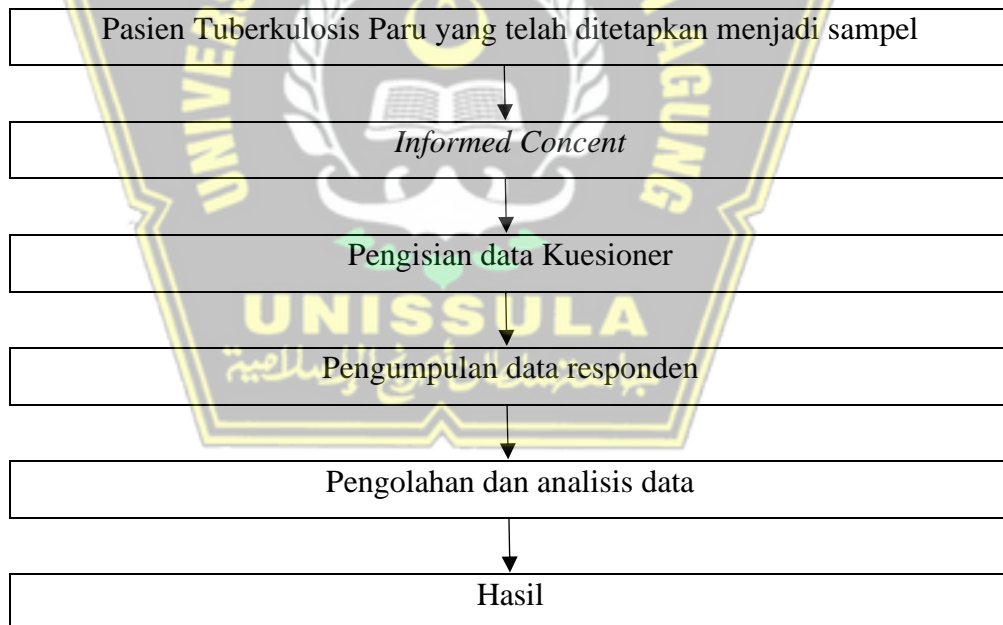 Pasien Tuberkulosis Paru yang telah ditetapkan menjadi sampel
Informed Concent
Pengisian data Kuesioner
UNISSULA
Pengumpulan data responden
Pengolahan dan analisis data
Hasil